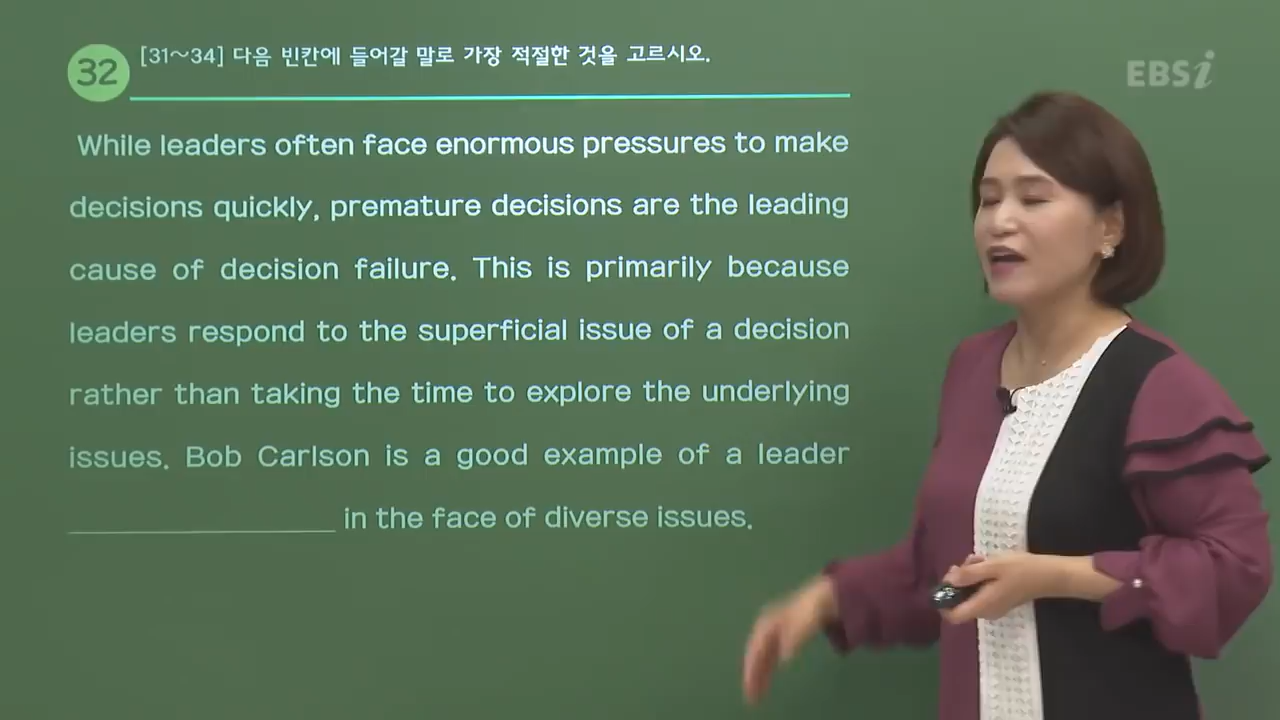 32 [31~34] 다음 빈칸에 들어갈 말로 가장 적절한 것을 고르시오.
EBSi
While leaders often face enormous pressures to make
decisions quickly, premature decisions are the leading
cause of decision failure. This is primarily because
leaders respond to the superficial issue of a decision
rather than taking the time to explore the underlying
issues. Bob Carlson is a good example of a leader
____________________ in the face of diverse issues.